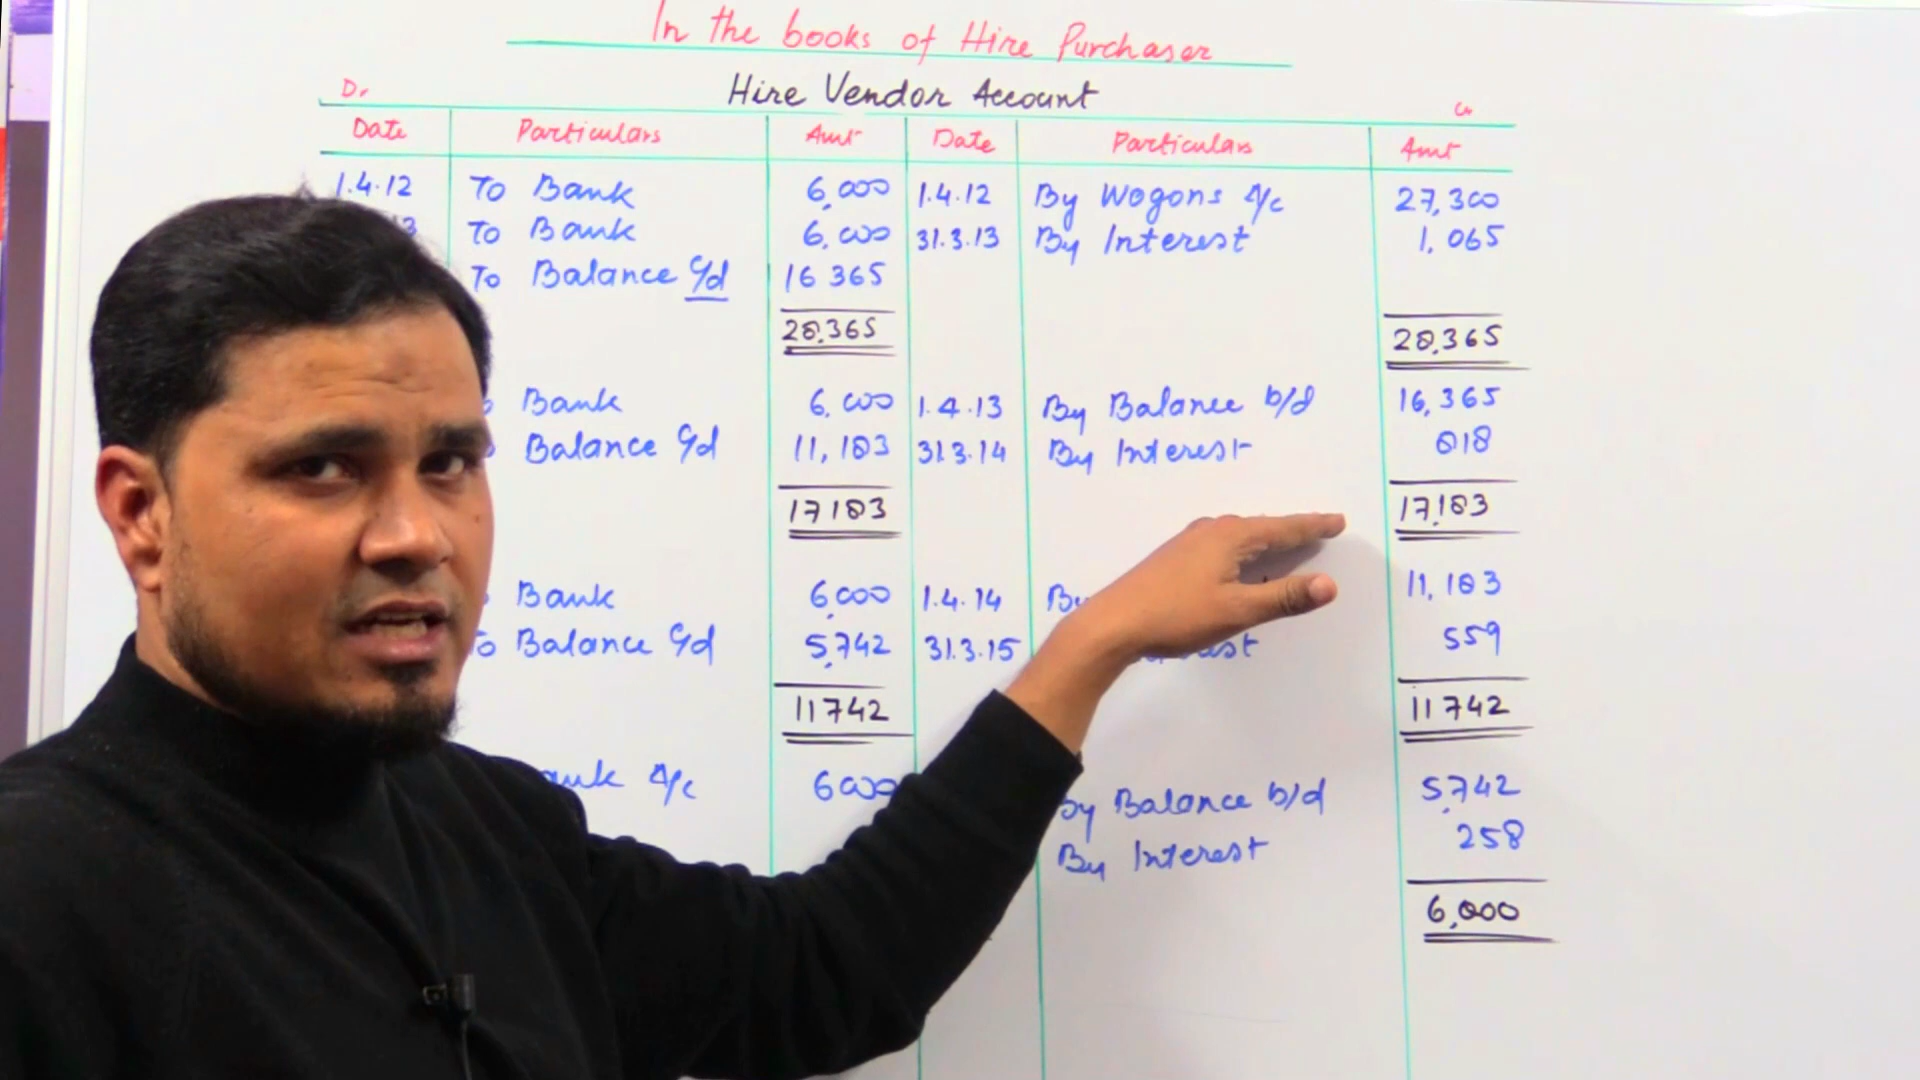 In the books of Hire Purchaser
Hire Vendor Account
Dr Cr
Date Particulars Amt Date Particulars Amt
1.4.12 To Bank 6,000 1.4.12 By Wogons A/c 27,300
To Bank 6,000 31.3.13 By Interest 1,065
To Balance c/d 16 365
28,365 28,365
Bank 6,000 1.4.13 By Balance b/d 16,365
Balance c/d 11,183 31.3.14 By Interest 818
17183 17,183
Bank 6,000 1.4.14 By 11,183
To Balance c/d 5,742 31.3.15 559
11742 11742
A/c 6000 By Balance b/d 5,742
By Interest 258
6,000